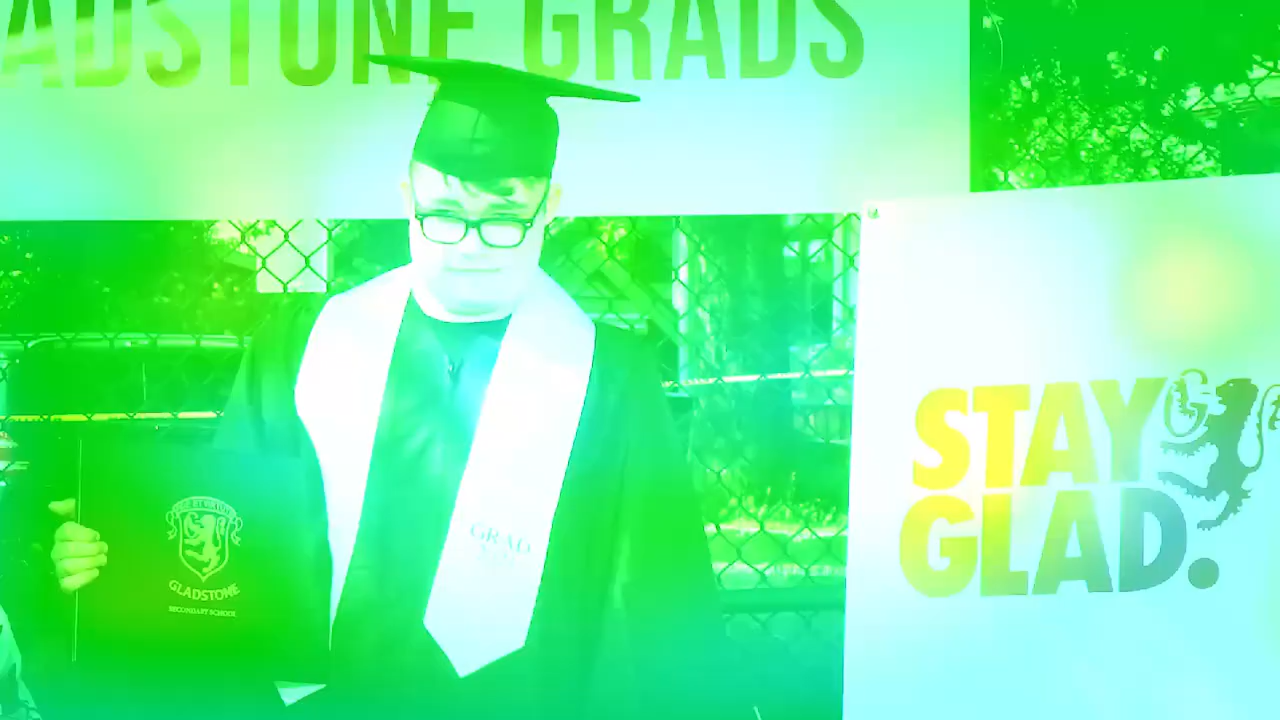 ADSTONE GRADS
STAY
GLAD.
G
GRAD
GLADSTONE
SECONDARY SCHOOL